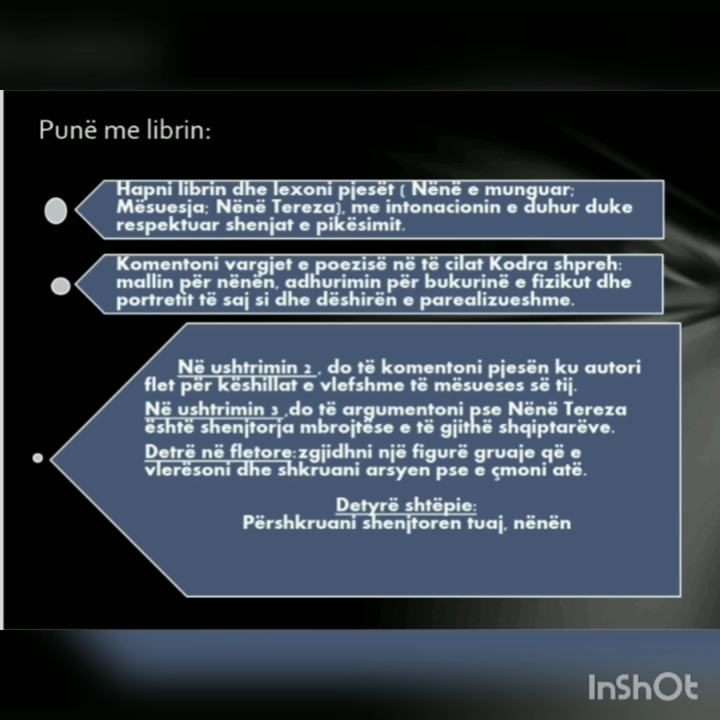 Punë me librin:
Hapni librin dhe lexoni pjesët ( Nënë e munguar;
Mësuesja; Nënë Tereza), me intonacionin e duhur duke
respektuar shenjat e pikësimit.
Komentoni vargjet e poezisë në të cilat Kodra shpreh:
mallin për nënën, adhurimin për bukurinë e fizikut dhe
portretit të saj si dhe dëshirën e parealizueshme.
Në ushtrimin 2 , do të komentoni pjesën ku autori
flet për këshillat e vlefshme të mësueses së tij.
Në ushtrimin 3 ,do të argumentoni pse Nënë Tereza
është shenjtorja mbrojtëse e të gjithë shqiptarëve.
Detrë në fletore:zgjidhni një figurë gruaje që e
vlerësoni dhe shkruani arsyen pse e çmoni atë.
Detyrë shtëpie:
Përshkruani shenjtoren tuaj, nënën
InShOt